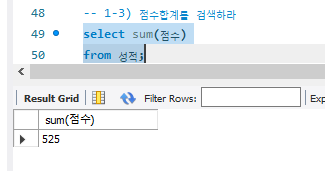 48 -- 1-3) 점수합계를 검색하라
49 select sum(점수)
50 from 성적;
Result Grid Filter Rows: Exp
sum(점수)
525